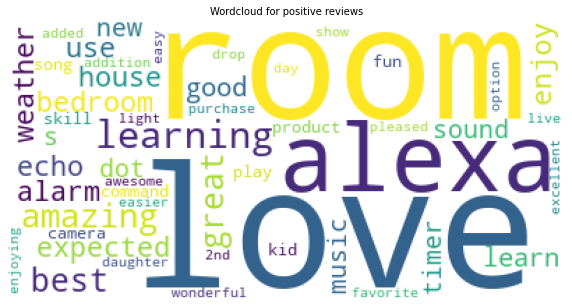 Wordcloud for positive reviews
added
easy
new
room
show
weather
song
addition
use
drop
day
fun
option
enjoy
house
good
bedroom
purchase
skill
light
learning
product
pleased
sound
live
s
alexa
echo
dot
great
play
awesome
command
alarm
love
excellent
easier
amazing
camera
expected
2nd
kid
music
timer
learn
enjoying
best
daughter
wonderful
favorite